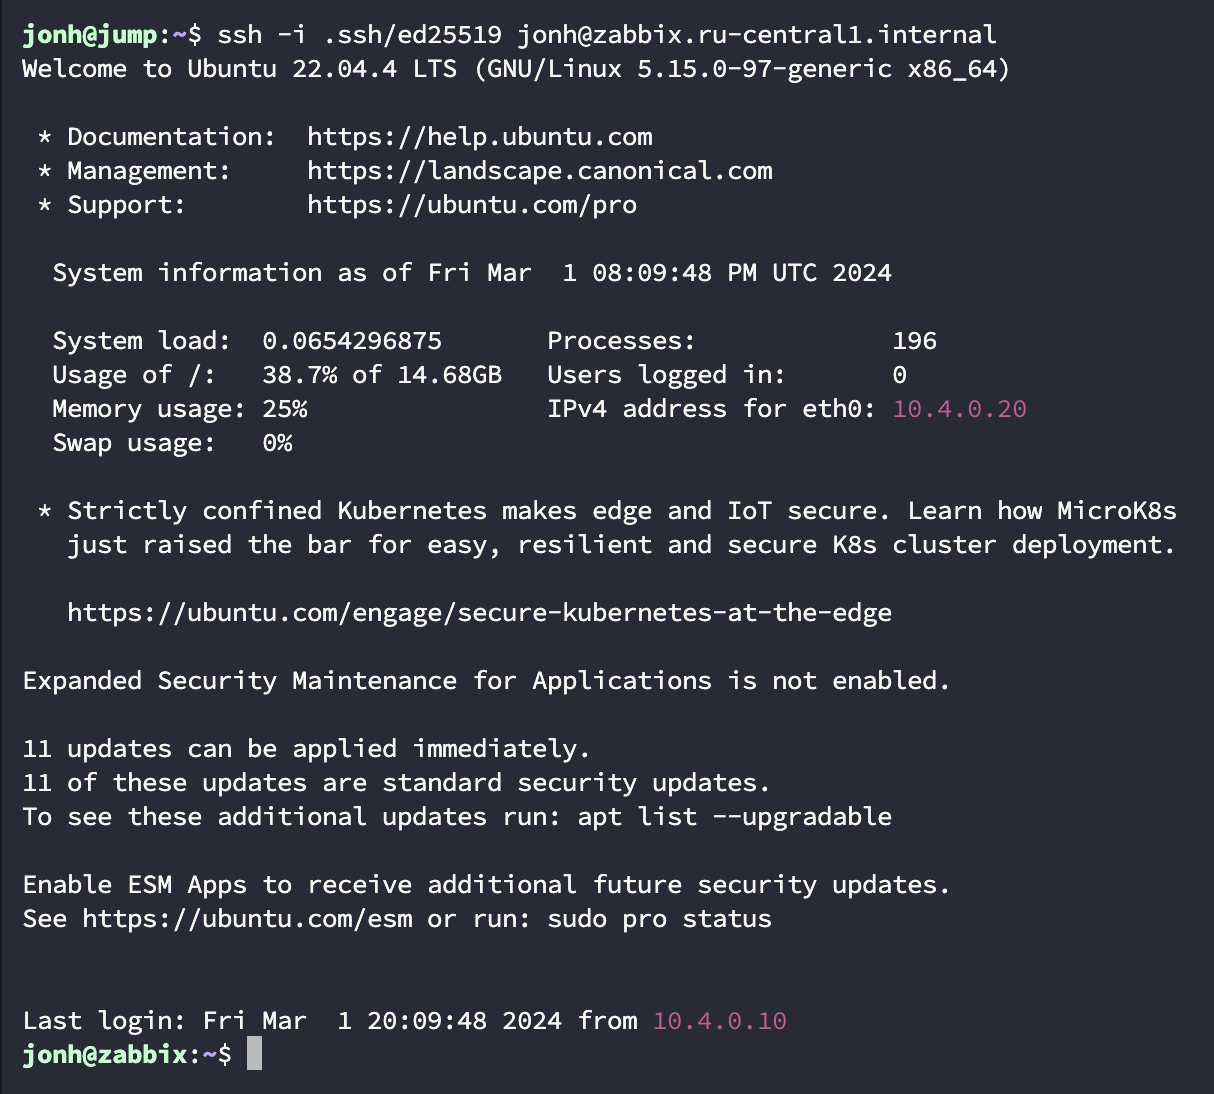 jonh@jump:~$ ssh -i .ssh/ed25519 jonh@zabbix.ru-central1.internal
Welcome to Ubuntu 22.04.4 LTS (GNU/Linux 5.15.0-97-generic x86_64)

 * Documentation:  https://help.ubuntu.com
 * Management:     https://landscape.canonical.com
 * Support:        https://ubuntu.com/pro

  System information as of Fri Mar  1 08:09:48 PM UTC 2024

  System load:  0.0654296875       Processes:             196
  Usage of /:   38.7% of 14.68GB   Users logged in:       0
  Memory usage: 25%                IPv4 address for eth0: 10.4.0.20
  Swap usage:   0%

 * Strictly confined Kubernetes makes edge and IoT secure. Learn how MicroK8s
   just raised the bar for easy, resilient and secure K8s cluster deployment.

   https://ubuntu.com/engage/secure-kubernetes-at-the-edge

Expanded Security Maintenance for Applications is not enabled.

11 updates can be applied immediately.
11 of these updates are standard security updates.
To see these additional updates run: apt list --upgradable

Enable ESM Apps to receive additional future security updates.
See https://ubuntu.com/esm or run: sudo pro status


Last login: Fri Mar  1 20:09:48 2024 from 10.4.0.10
jonh@zabbix:~$